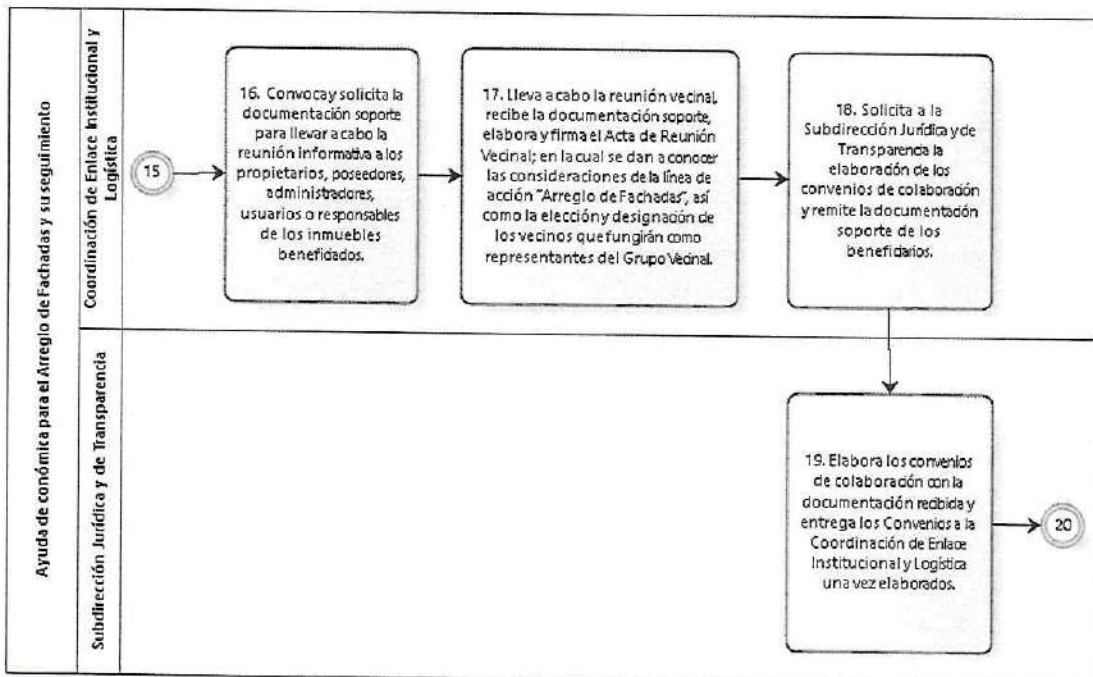 Ayuda de conómica para el Arreglo de Fachadas y su seguimiento
Coordinación de Enlace Institucional y
Logística
15
16. Convoca y solicita la
documentación soporte
para llevar a cabo la
reunión informativa a los
propietarios, poseedores,
administradores,
usuarios o responsables
de los inmuebles
beneficiados.
17. Lleva a cabo la reunión vecinal,
recibe la documentación soporte,
elabora y firma el Acta de Reunión
Vecinal; en la cual se dan a conocer
las consideraciones de la línea de
acción "Arreglo de Fachadas", así
como la elección y designación de
los vecinos que fungirán como
representantes del Grupo Vecinal.
18. Solicita a la
Subdirección Jurídica y de
Transparencia la
elaboración de los
convenios de colaboración
y remite la documentación
soporte de los
beneficiarios.
Subdirección Jurídica y de Transparencia
19. Elabora los convenios
de colaboración con la
documentación recibida y
entrega los Convenios a la
Coordinación de Enlace
Institucional y Logística
una vez elaborados.
20